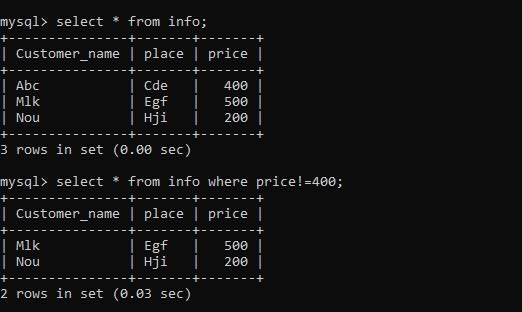 mysql> select * from info;
+---------------+-------+-------+
| Customer_name | place | price |
+---------------+-------+-------+
| Abc           | Cde   |   400 |
| Mlk           | Egf   |   500 |
| Nou           | Hji   |   200 |
+---------------+-------+-------+
3 rows in set (0.00 sec)

mysql> select * from info where price!=400;
+---------------+-------+-------+
| Customer_name | place | price |
+---------------+-------+-------+
| Mlk           | Egf   |   500 |
| Nou           | Hji   |   200 |
+---------------+-------+-------+
2 rows in set (0.03 sec)